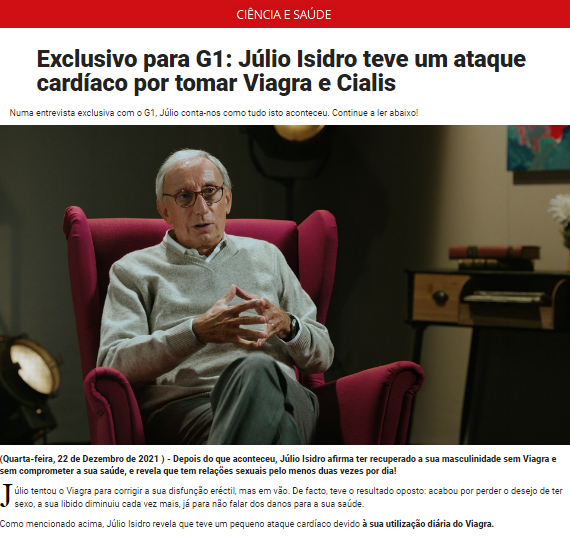 CIÊNCIA E SAÚDE
Exclusivo para G1: Júlio Isidro teve um ataque
cardíaco por tomar Viagra e Cialis
Numa entrevista exclusiva com o G1, Júlio conta-nos como tudo isto aconteceu. Continue a ler abaixo!
(Quarta-feira, 22 de Dezembro de 2021 ) - Depois do que aconteceu, Júlio Isidro afirma ter recuperado a sua masculinidade sem Viagra e
sem comprometer a sua saúde, e revela que tem relações sexuais pelo menos duas vezes por dia!
Júlio tentou o Viagra para corrigir a sua disfunção eréctil, mas em vão. De facto, teve o resultado oposto: acabou por perder o desejo de ter
sexo, a sua libido diminuiu cada vez mais, já para não falar dos danos para a sua saúde.
Como mencionado acima, Júlio Isidro revela que teve um pequeno ataque cardíaco devido à sua utilização diária do Viagra.